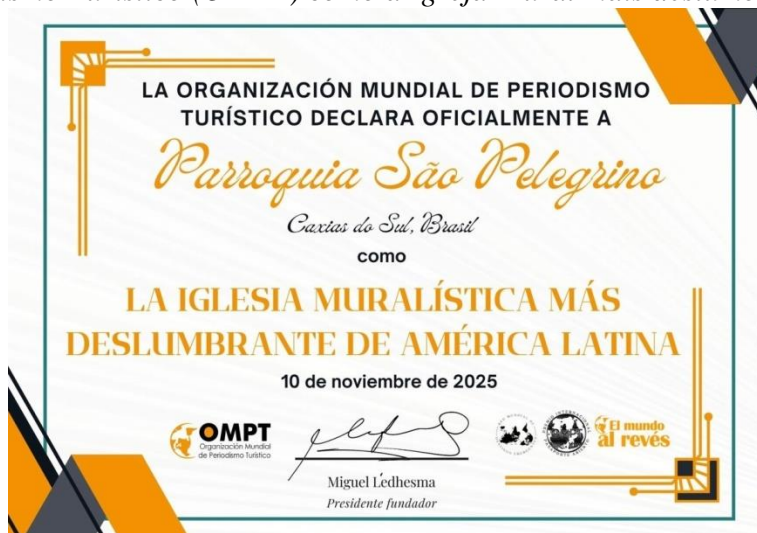 LA ORGANIZACIÓN MUNDIAL DE PERIODISMO
TURÍSTICO DECLARA OFICIALMENTE A
Parroquia São Pelegrino
Caxias do Sul, Brasil
como
LA IGLESIA MURALÍSTICA MÁS
DESLUMBRANTE DE AMÉRICA LATINA
10 de noviembre de 2025
OMPT
Organización Mundial
de Periodismo Turístico
El mundo
al revés
Miguel Ledhesma
Presidente fundador